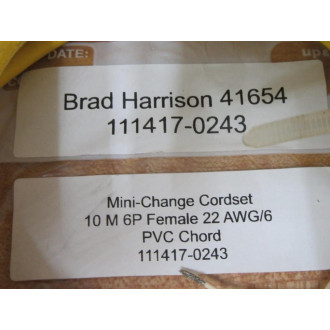 DATE:
up
Brad Harrison 41654
111417-0243
Mini-Change Cordset
10 M 6P Female 22 AWG/6
PVC Chord
111417-0243